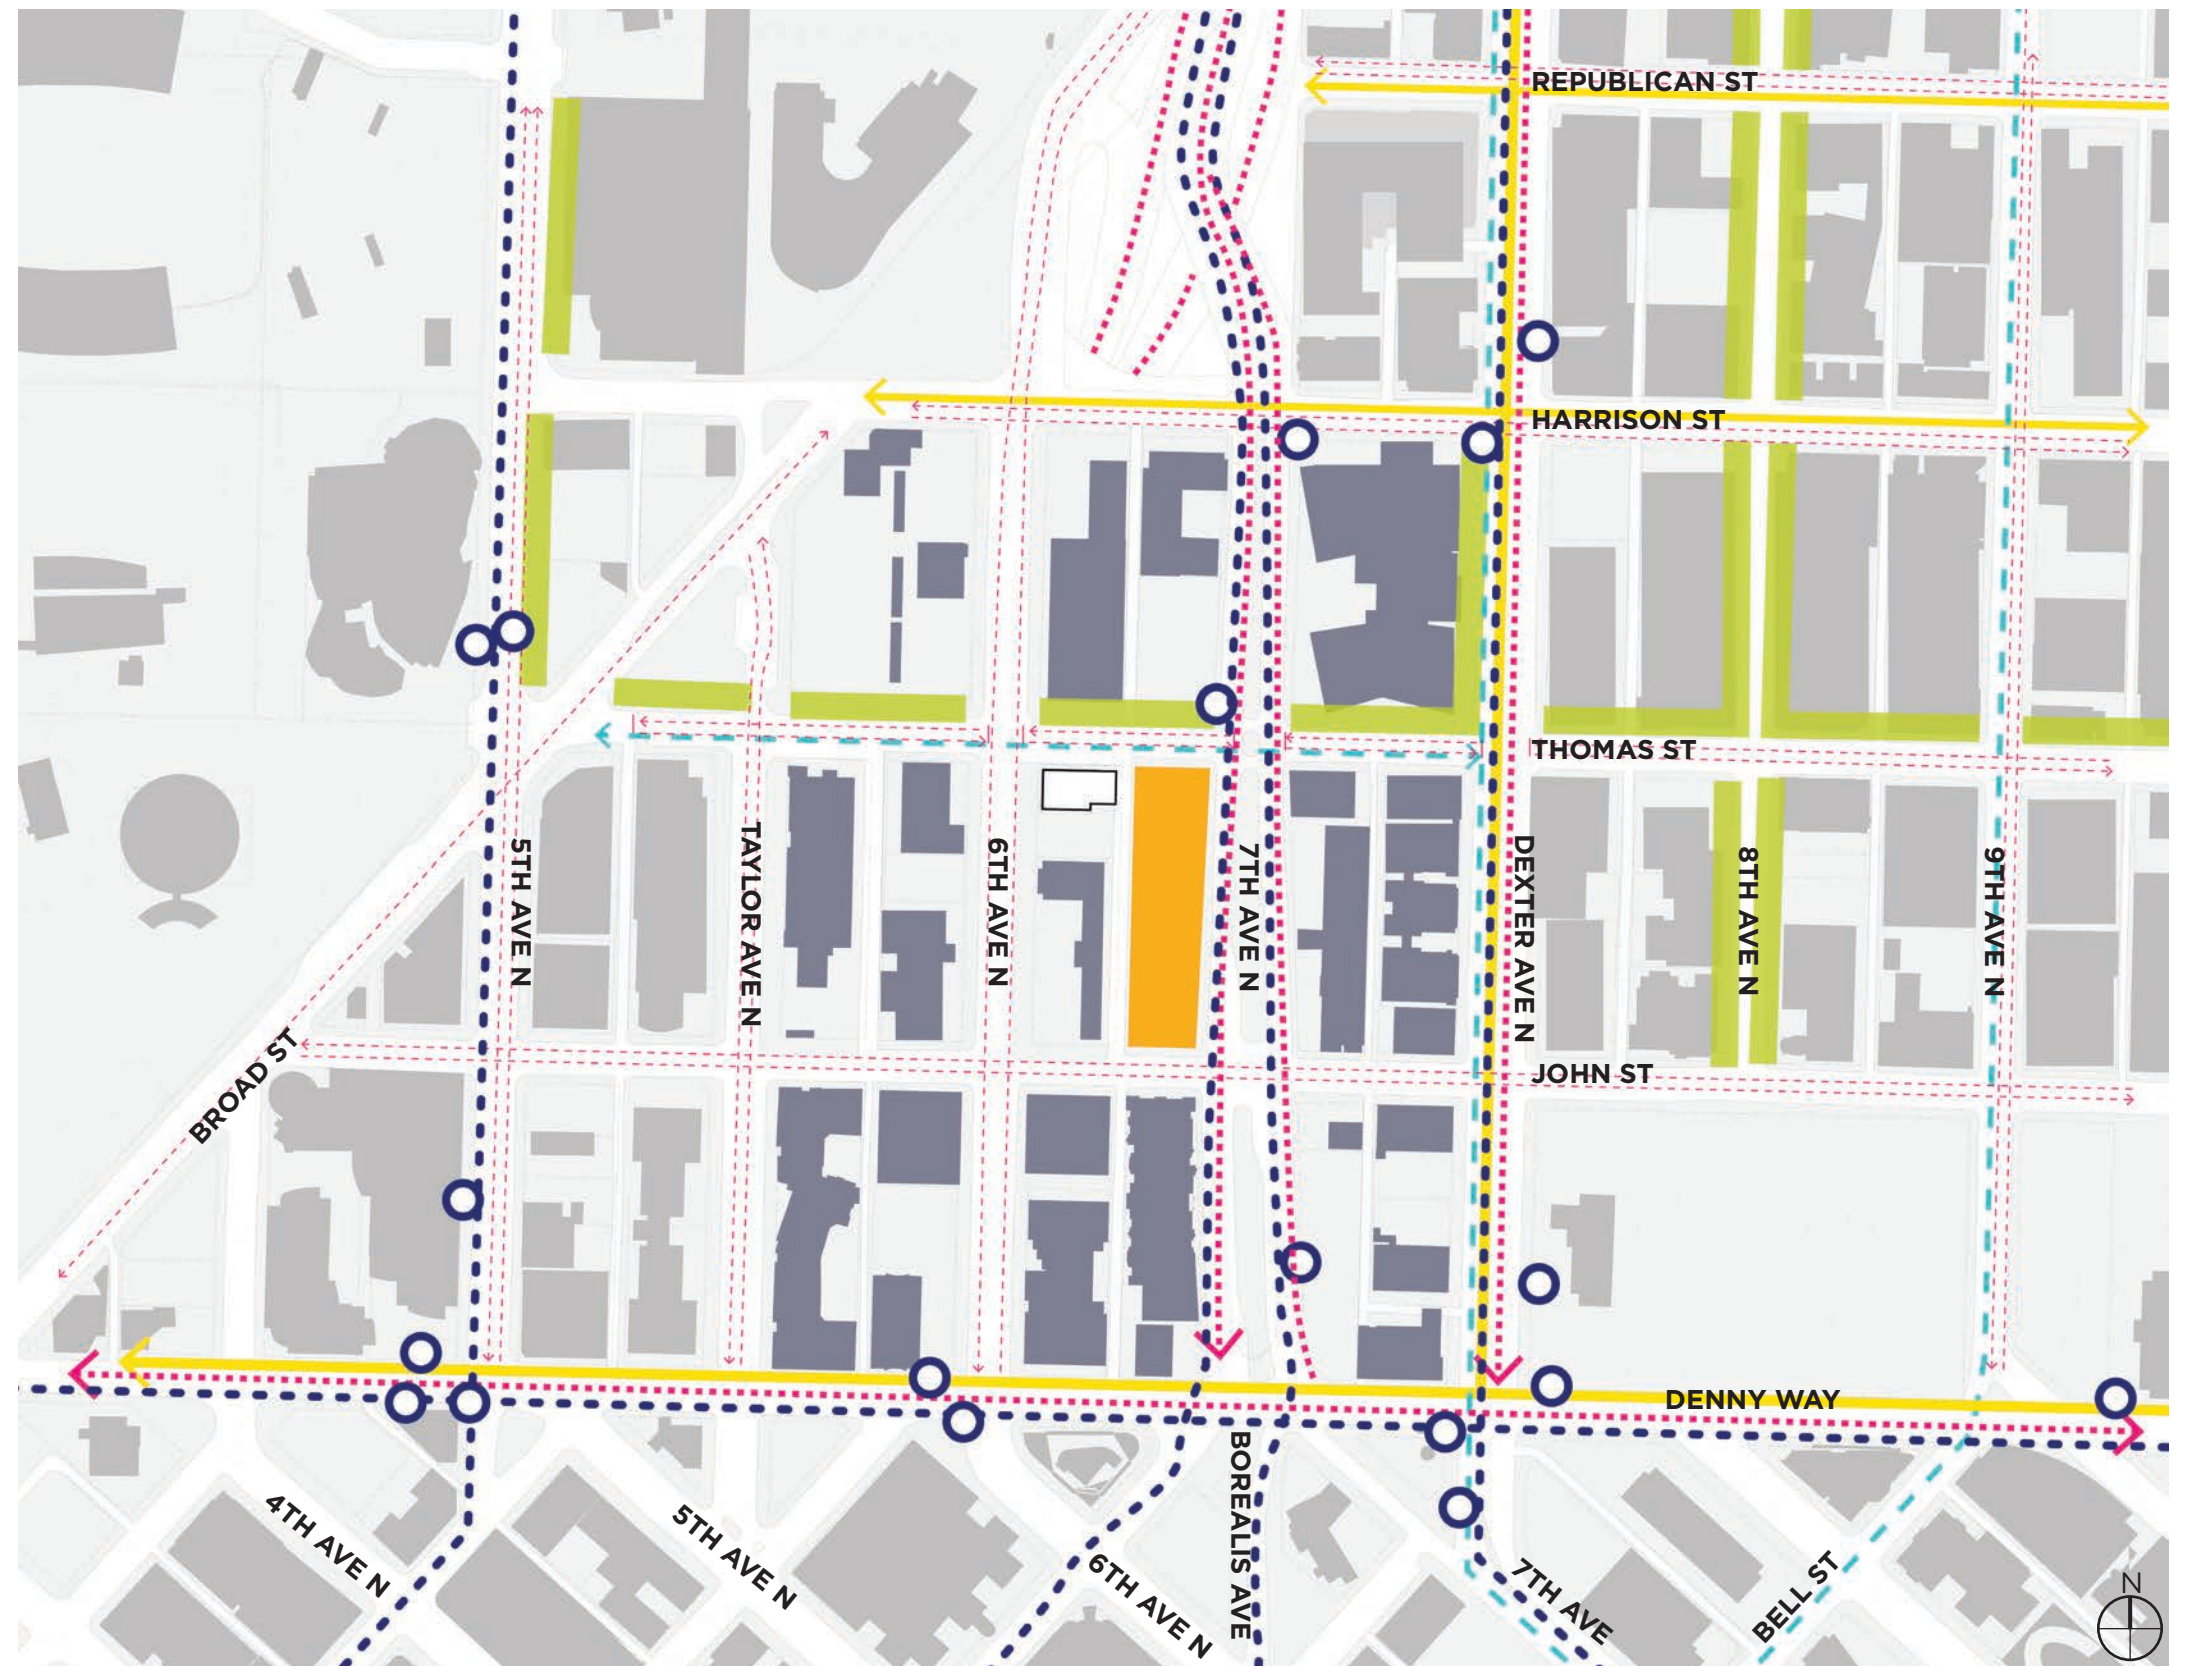 REPUBLICAN ST
HARRISON ST
THOMAS ST
5TH AVE N
TAYLOR AVE N
6TH AVE N
7TH AVE N
DEXTER AVE N
8TH AVE N
9TH AVE N
BROAD ST
JOHN ST
DENNY WAY
4TH AVE N
5TH AVE N
6TH AVE N
BOREALIS AVE
7TH AVE
BELL ST
N